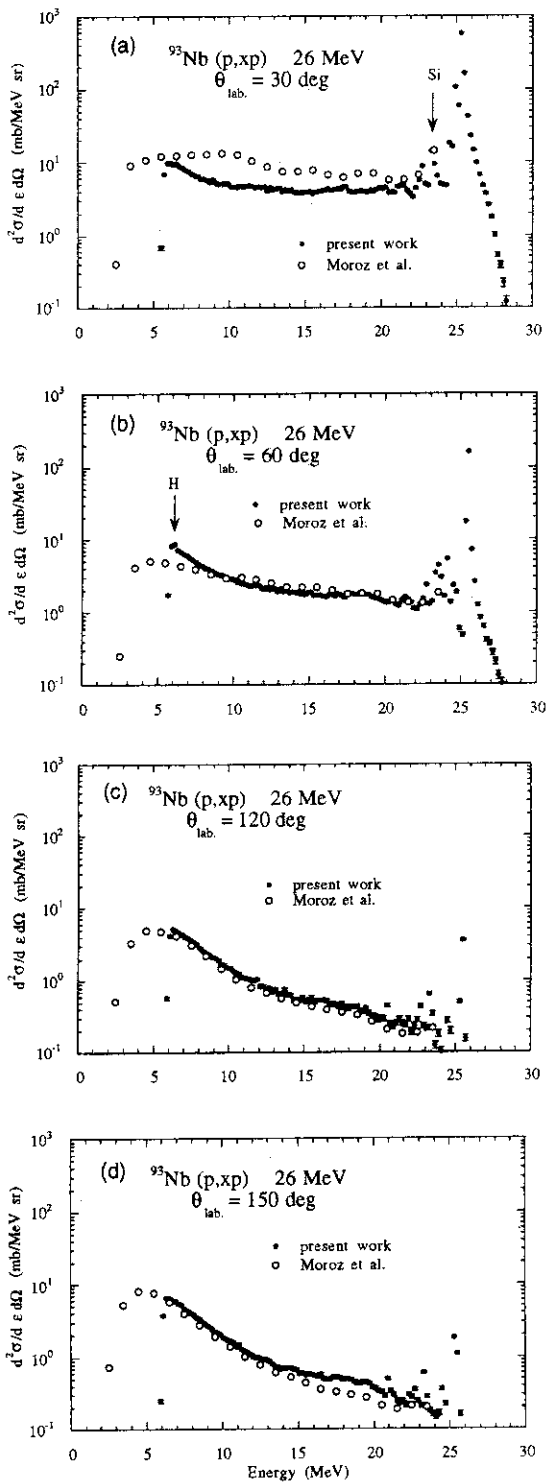 (a)
⁹³Nb (p,xp) 26 MeV
θlab. = 30 deg
Si
10³
10²
10¹
10⁰
10⁻¹
d²σ/d ε dΩ (mb/MeV sr)
present work
Moroz et al.
0 5 10 15 20 25 30
(b)
⁹³Nb (p,xp) 26 MeV
θlab. = 60 deg
H
10³
10²
10¹
10⁰
10⁻¹
d²σ/d ε dΩ (mb/MeV sr)
present work
Moroz et al.
0 5 10 15 20 25 30
(c)
⁹³Nb (p,xp) 26 MeV
θlab. = 120 deg
10³
10²
10¹
10⁰
10⁻¹
d²σ/d ε dΩ (mb/MeV sr)
present work
Moroz et al.
0 5 10 15 20 25 30
(d)
⁹³Nb (p,xp) 26 MeV
θlab. = 150 deg
10³
10²
10¹
10⁰
10⁻¹
d²σ/d ε dΩ (mb/MeV sr)
present work
Moroz et al.
0 5 10 15 20 25 30
Energy (MeV)